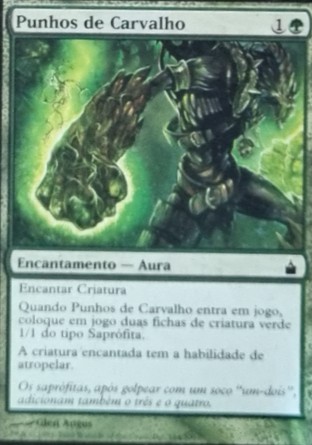 Punhos de Carvalho 1
Encantamento — Aura
Encantar Criatura
Quando Punhos de Carvalho entra em jogo,
coloque em jogo duas fichas de criatura verde
1/1 do tipo Saprófita.
A criatura encantada tem a habilidade de
atropelar.
Os saprófitas, após golpear com um soco "um-dois",
adicionam também o três e o quatro.
Glen Angus